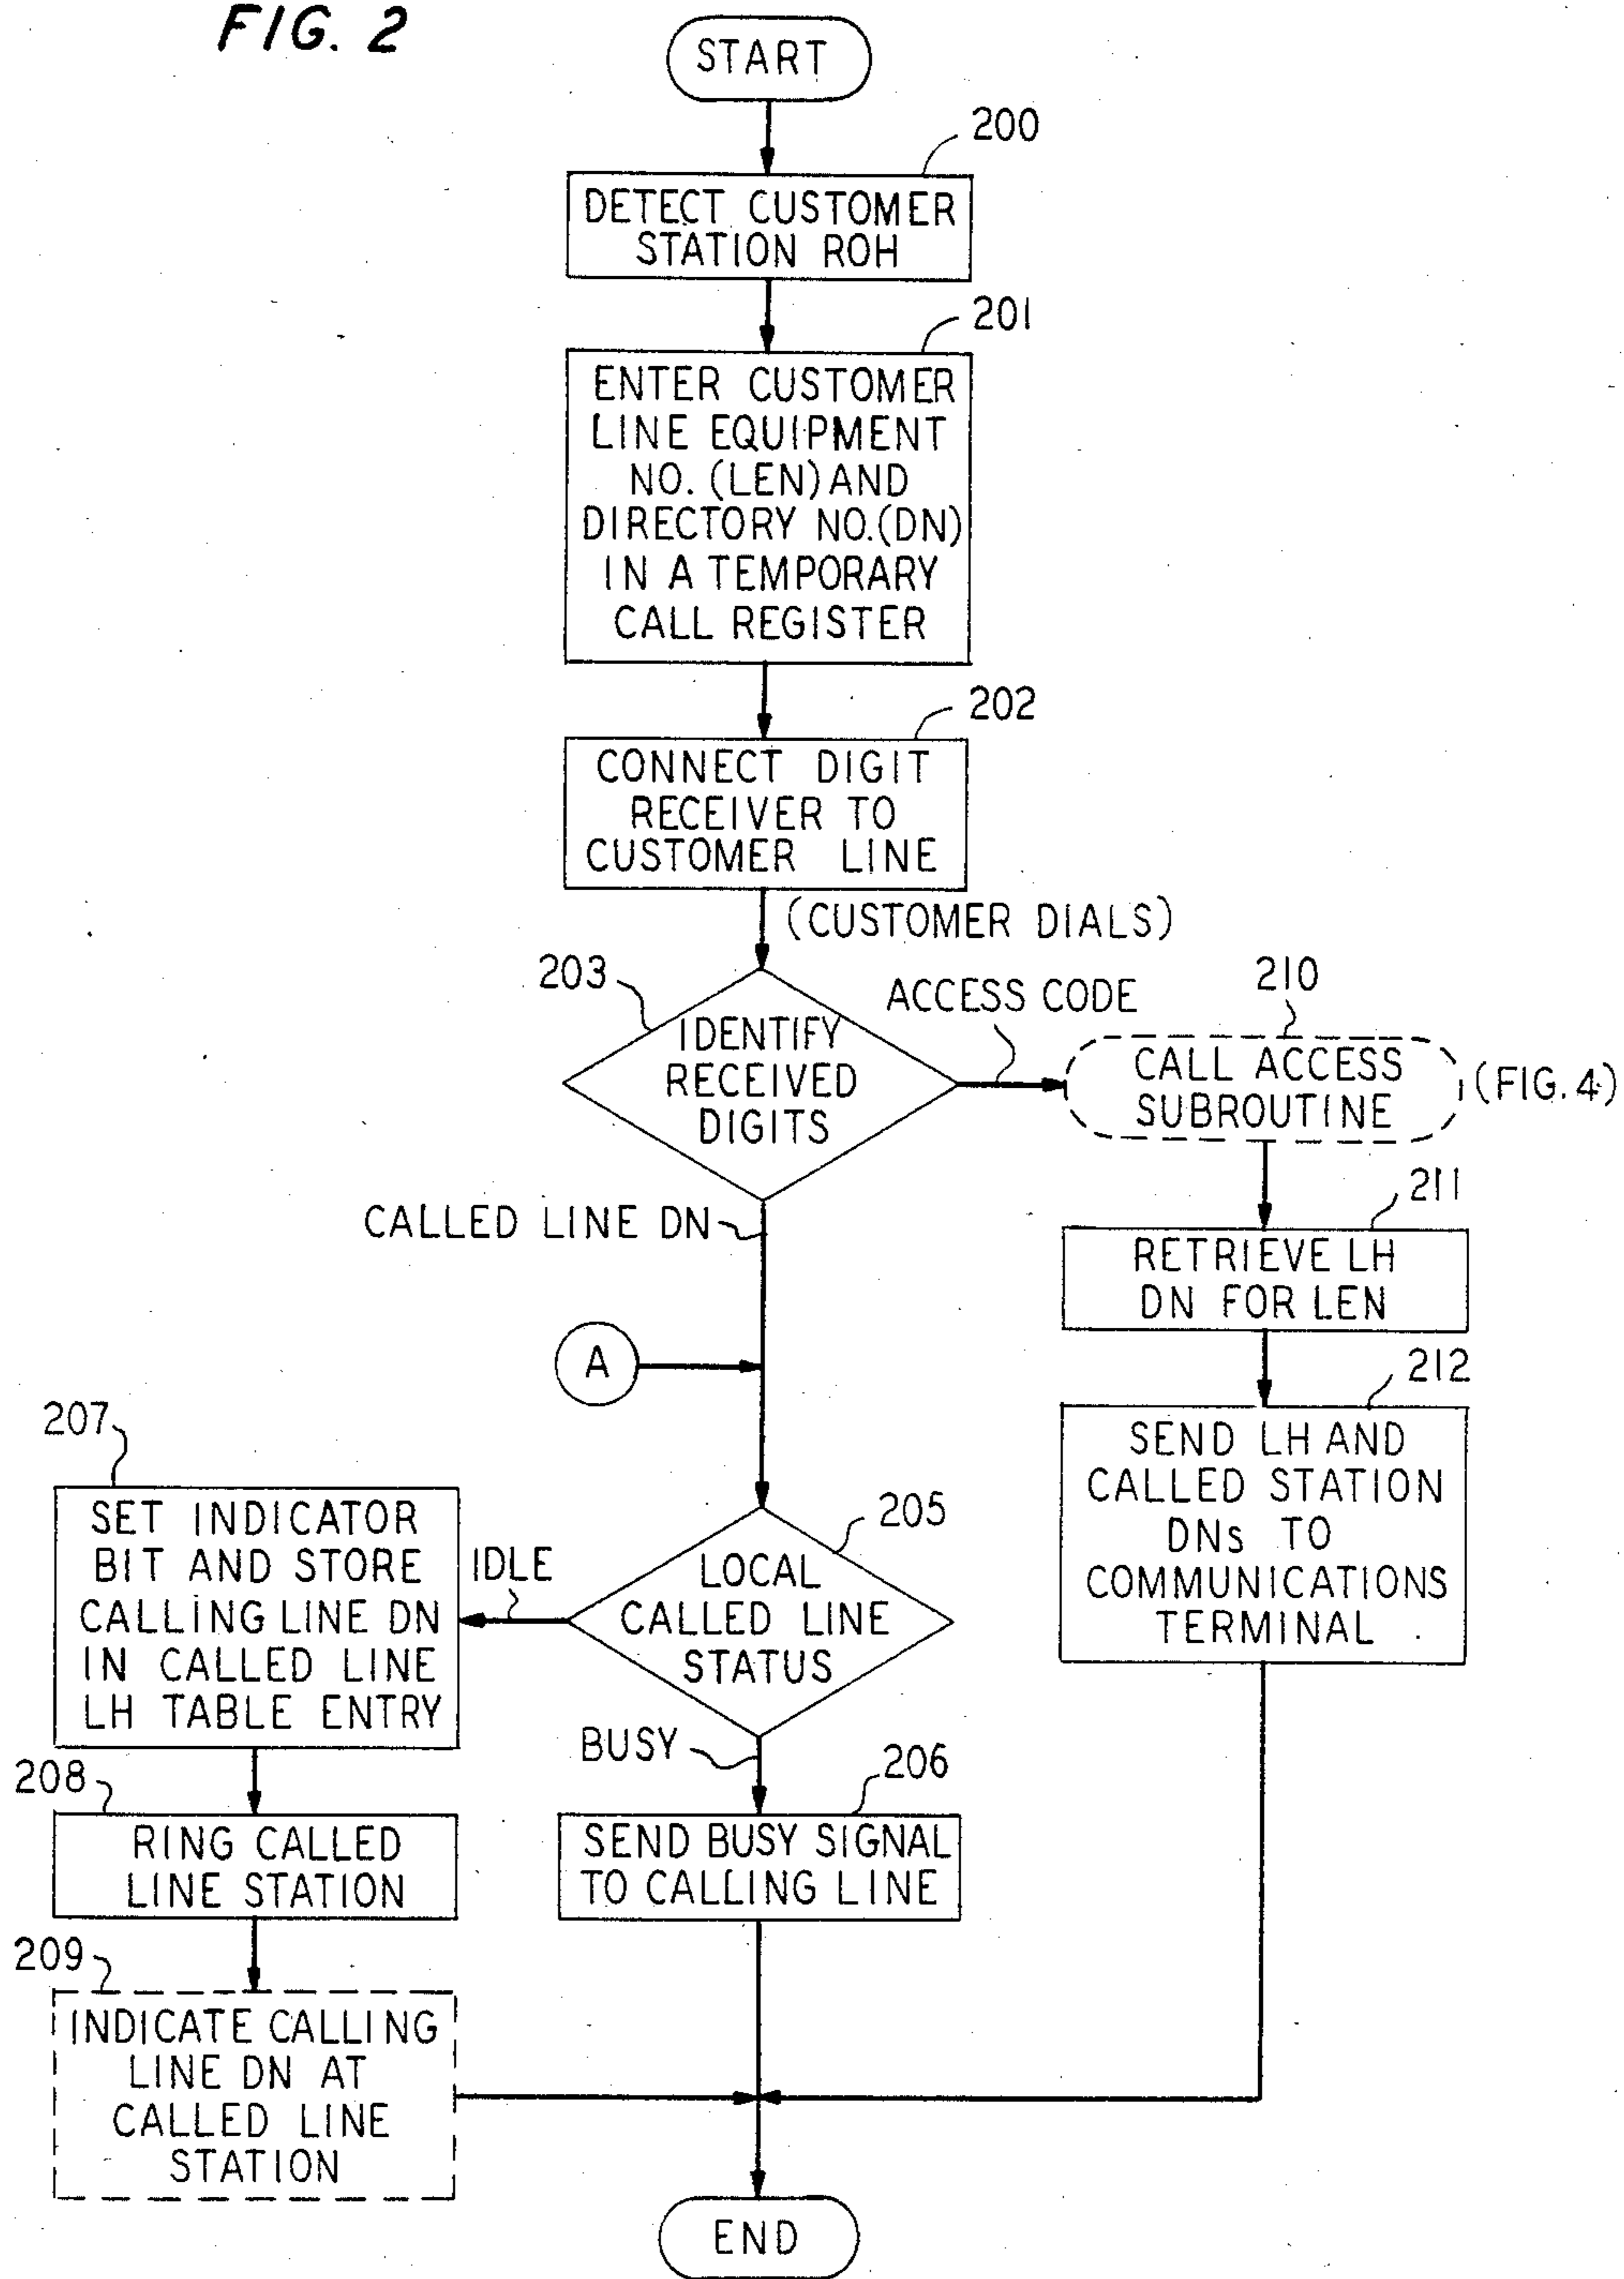 FIG. 2
START
200
DETECT CUSTOMER
STATION ROH
201
ENTER CUSTOMER
LINE EQUIPMENT
NO. (LEN) AND
DIRECTORY NO. (DN)
IN A TEMPORARY
CALL REGISTER
202
CONNECT DIGIT
RECEIVER TO
CUSTOMER LINE
(CUSTOMER DIALS)
203
IDENTIFY
RECEIVED
DIGITS
ACCESS CODE
210
CALL ACCESS
SUBROUTINE
(FIG. 4)
CALLED LINE DN
211
RETRIEVE LH
DN FOR LEN
A
212
SEND LH AND
CALLED STATION
DNs TO
COMMUNICATIONS
TERMINAL
205
LOCAL
CALLED LINE
STATUS
IDLE
207
SET INDICATOR
BIT AND STORE
CALLING LINE DN
IN CALLED LINE
LH TABLE ENTRY
BUSY
206
SEND BUSY SIGNAL
TO CALLING LINE
208
RING CALLED
LINE STATION
209
INDICATE CALLING
LINE DN AT
CALLED LINE
STATION
END